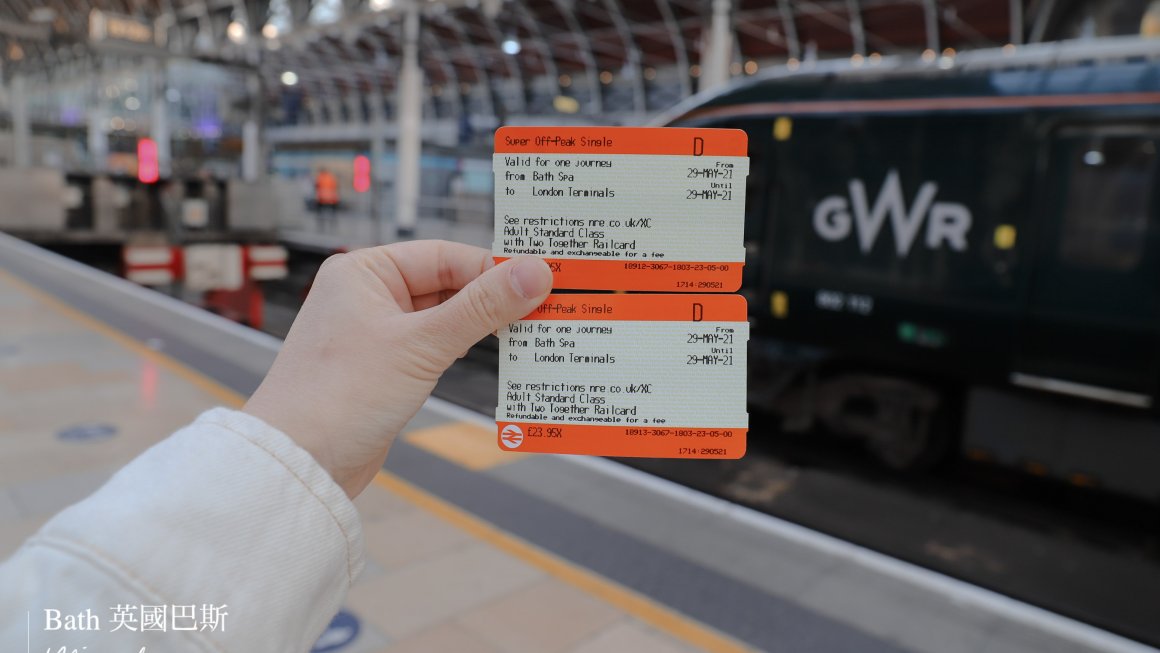 Super Off-Peak Single D
Valid for one journey From
from Bath Spa 29-MAY-21
Until
to London Terminals 29-MAY-21
See restrictions nre.co.uk/XC
Adult Standard Class
with Two Together Railcard
Refundable and exchangeable for a fee
5X 18912-3067-1803-23-05-00
1714 290521
Off-Peak Single D
Valid for one journey From
from Bath Spa 29-MAY-21
Until
to London Terminals 29-MAY-21
See restrictions nre.co.uk/XC
Adult Standard Class
with Two Together Railcard
Refundable and exchangeable for a fee
£23.95X 18913-3067-1803-23-05-00
1714 290521
GWR
Bath 英國巴斯